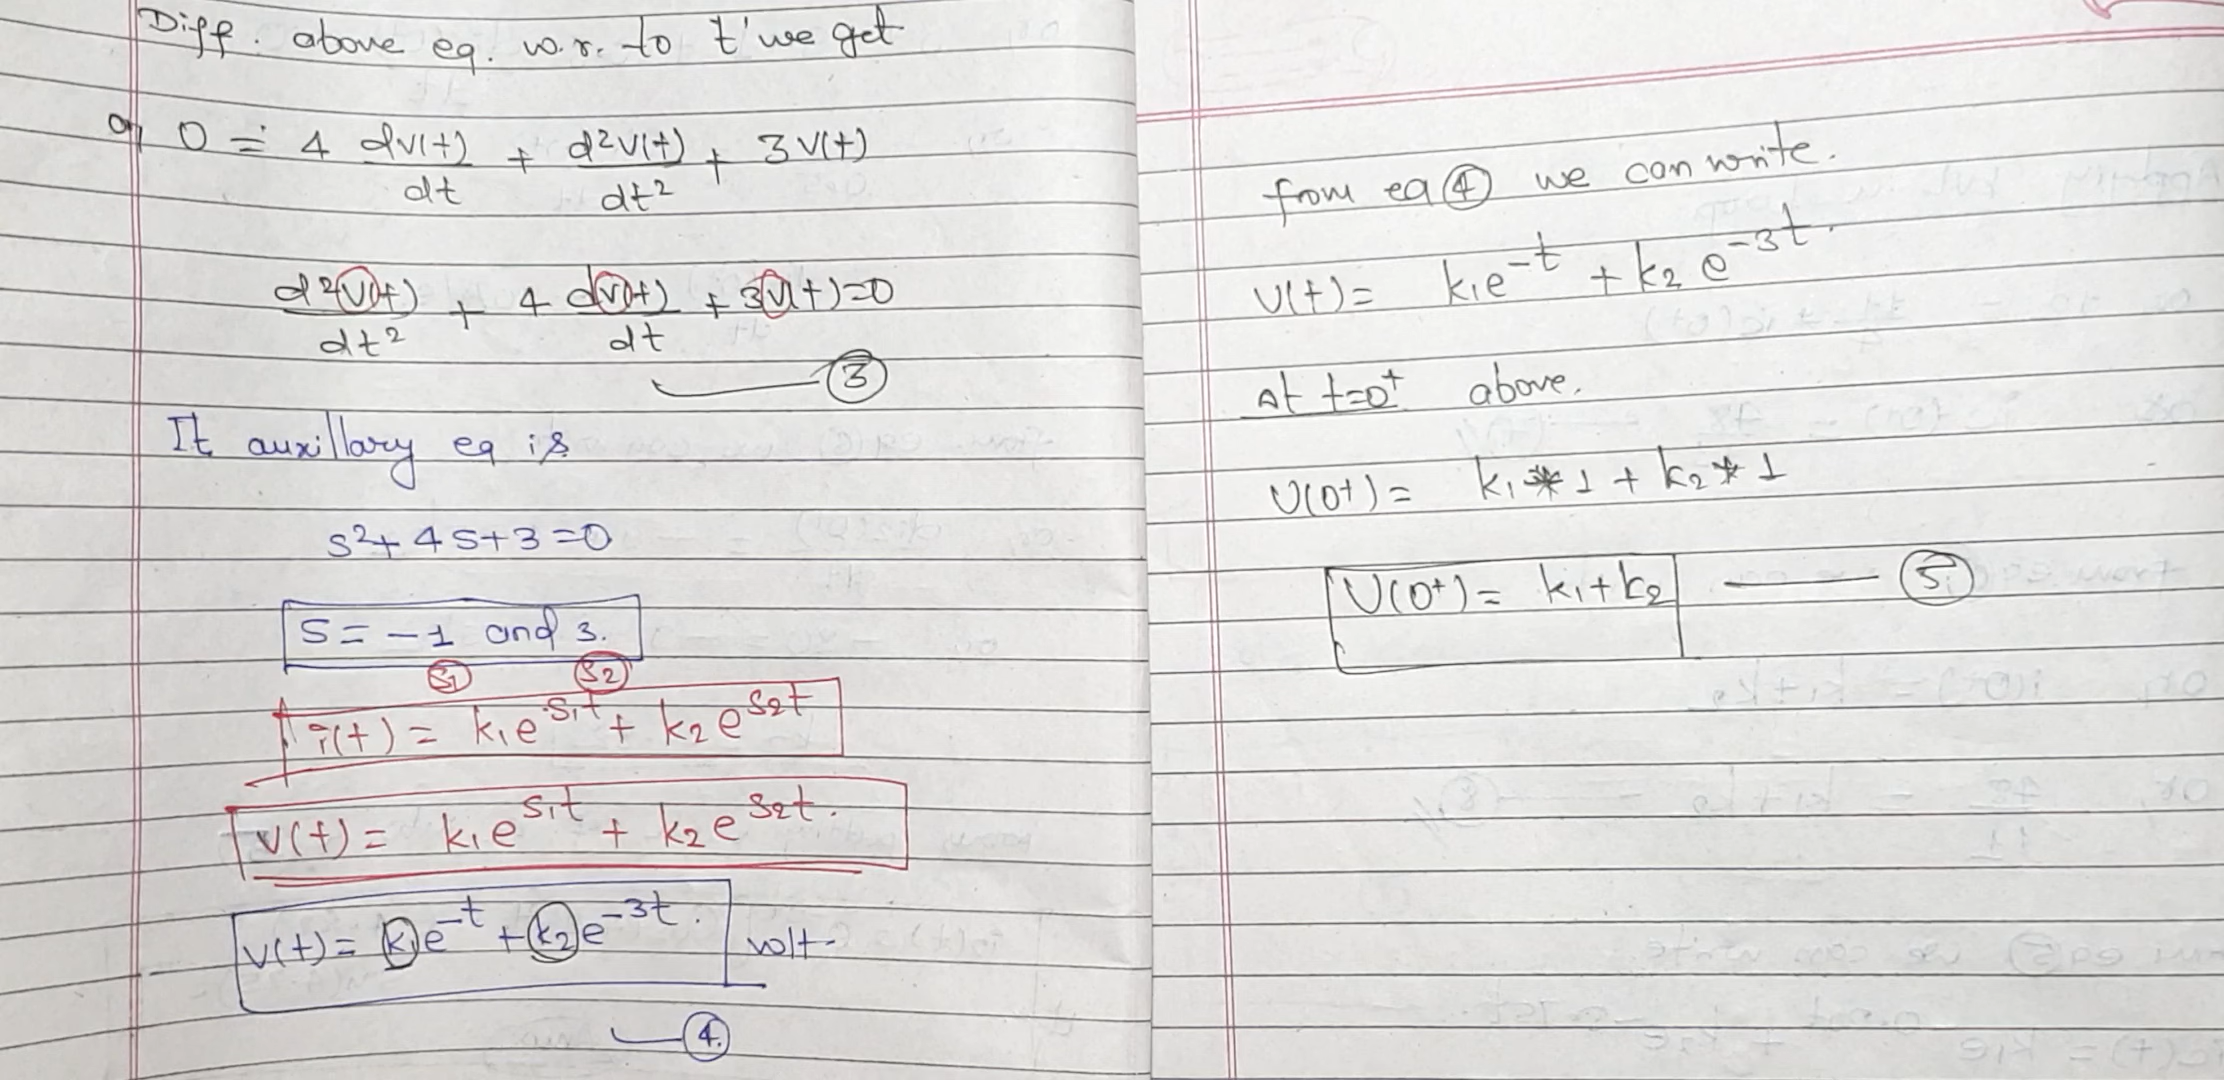 Diff. above eq. w.r. to t' we get
or 0 = 4 dv(t)/dt + d²v(t)/dt² + 3v(t)
d²v(t)/dt² + 4 dv(t)/dt + 3v(t)=0
③
It auxillary eq is
s²+4s+3=0
S = -1 and 3.
S1 S2
i(t) = k₁e^s₁t + k₂e^s₂t
v(t) = k₁e^s₁t + k₂e^s₂t.
v(t) = k₁e^-t + k₂e^-3t. volt-
④.
from eq ④ we can write.
v(t)= k₁e^-t + k₂e^-3t.
At t=0⁺ above.
v(0⁺) = k₁*1 + k₂*1
v(0⁺) = k₁+k₂ — ⑤